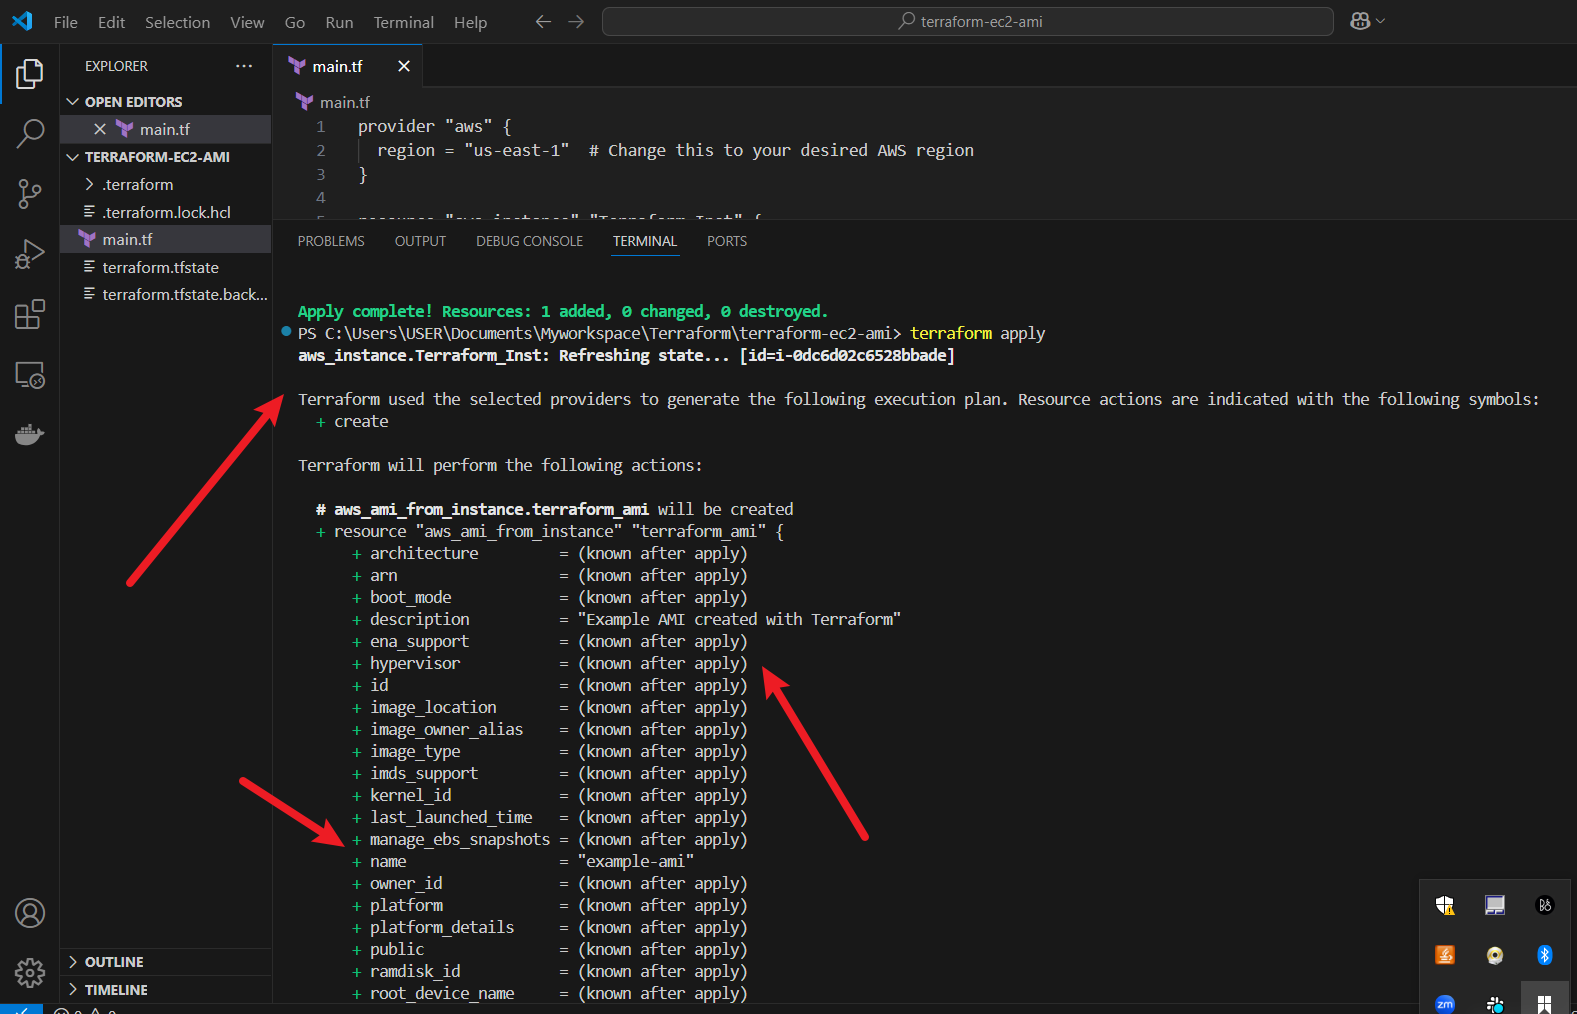 File Edit Selection View Go Run Terminal Help
terraform-ec2-ami
EXPLORER
OPEN EDITORS
main.tf
TERRAFORM-EC2-AMI
.terraform
.terraform.lock.hcl
main.tf
terraform.tfstate
terraform.tfstate.back...
OUTLINE
TIMELINE
main.tf
main.tf
1 provider "aws" {
2 region = "us-east-1" # Change this to your desired AWS region
3 }
4
5 resource "aws_instance" "Terraform_Inst" {
PROBLEMS OUTPUT DEBUG CONSOLE TERMINAL PORTS
Apply complete! Resources: 1 added, 0 changed, 0 destroyed.
PS C:\Users\USER\Documents\Myworkspace\Terraform\terraform-ec2-ami> terraform apply
aws_instance.Terraform_Inst: Refreshing state... [id=i-0dc6d02c6528bbade]
Terraform used the selected providers to generate the following execution plan. Resource actions are indicated with the following symbols:
+ create
Terraform will perform the following actions:
# aws_ami_from_instance.terraform_ami will be created
+ resource "aws_ami_from_instance" "terraform_ami" {
+ architecture = (known after apply)
+ arn = (known after apply)
+ boot_mode = (known after apply)
+ description = "Example AMI created with Terraform"
+ ena_support = (known after apply)
+ hypervisor = (known after apply)
+ id = (known after apply)
+ image_location = (known after apply)
+ image_owner_alias = (known after apply)
+ image_type = (known after apply)
+ imds_support = (known after apply)
+ kernel_id = (known after apply)
+ last_launched_time = (known after apply)
+ manage_ebs_snapshots = (known after apply)
+ name = "example-ami"
+ owner_id = (known after apply)
+ platform = (known after apply)
+ platform_details = (known after apply)
+ public = (known after apply)
+ ramdisk_id = (known after apply)
+ root_device_name = (known after apply)
zm